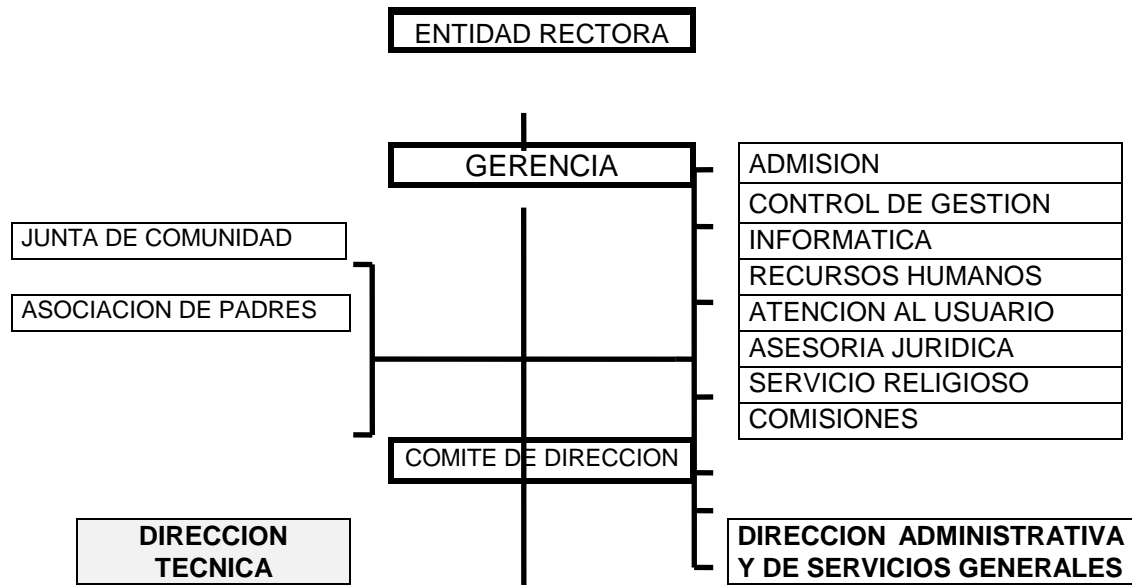 ENTIDAD RECTORA
GERENCIA
JUNTA DE COMUNIDAD
ASOCIACION DE PADRES
ADMISION
CONTROL DE GESTION
INFORMATICA
RECURSOS HUMANOS
ATENCION AL USUARIO
ASESORIA JURIDICA
SERVICIO RELIGIOSO
COMISIONES
COMITE DE DIRECCION
DIRECCION
TECNICA
DIRECCION ADMINISTRATIVA
Y DE SERVICIOS GENERALES